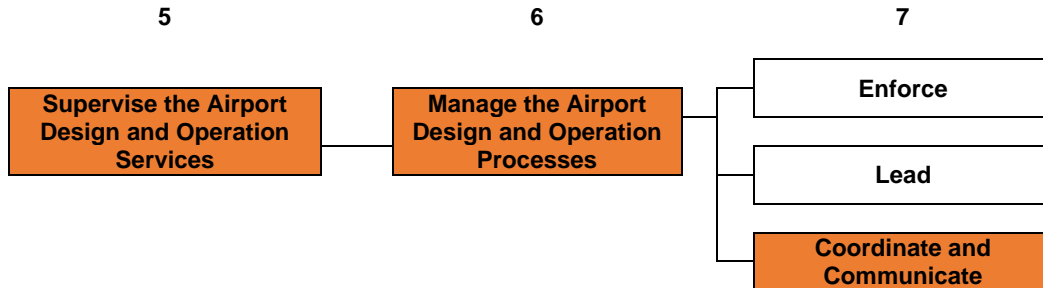 5
6
7
Supervise the Airport
Design and Operation
Services
Manage the Airport
Design and Operation
Processes
Enforce
Lead
Coordinate and
Communicate